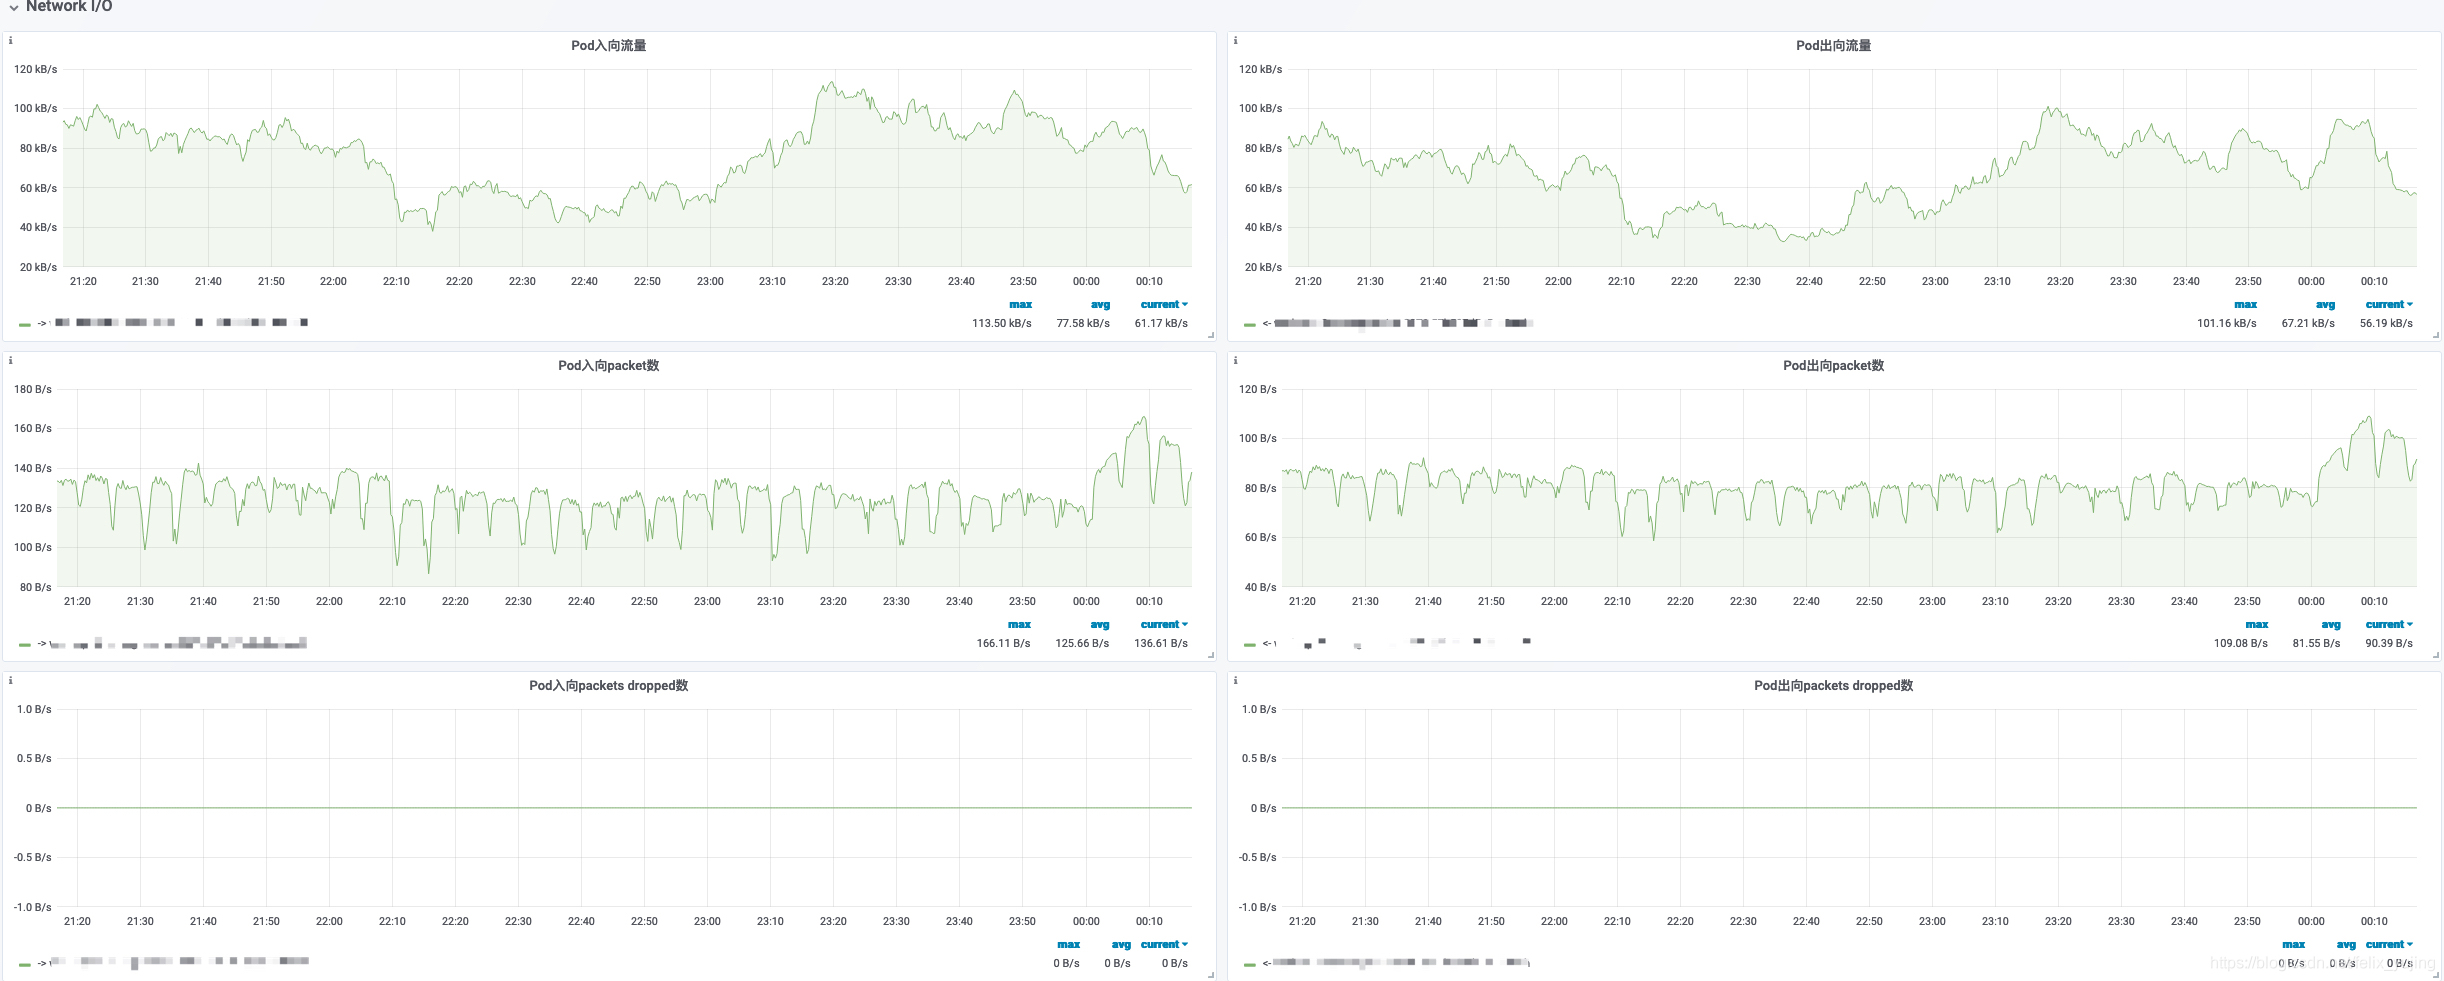 Network I/O
Pod入向流量
120 kB/s
100 kB/s
80 kB/s
60 kB/s
40 kB/s
20 kB/s
21:20 21:30 21:40 21:50 22:00 22:10 22:20 22:30 22:40 22:50 23:00 23:10 23:20 23:30 23:40 23:50 00:00 00:10
max avg current
-> 113.50 kB/s 77.58 kB/s 61.17 kB/s
Pod出向流量
120 kB/s
100 kB/s
80 kB/s
60 kB/s
40 kB/s
20 kB/s
21:20 21:30 21:40 21:50 22:00 22:10 22:20 22:30 22:40 22:50 23:00 23:10 23:20 23:30 23:40 23:50 00:00 00:10
max avg current
<- 101.16 kB/s 67.21 kB/s 56.19 kB/s
Pod入向packet数
180 B/s
160 B/s
140 B/s
120 B/s
100 B/s
80 B/s
21:20 21:30 21:40 21:50 22:00 22:10 22:20 22:30 22:40 22:50 23:00 23:10 23:20 23:30 23:40 23:50 00:00 00:10
max avg current
-> 166.11 B/s 125.66 B/s 136.61 B/s
Pod出向packet数
120 B/s
100 B/s
80 B/s
60 B/s
40 B/s
21:20 21:30 21:40 21:50 22:00 22:10 22:20 22:30 22:40 22:50 23:00 23:10 23:20 23:30 23:40 23:50 00:00 00:10
max avg current
<- 109.08 B/s 81.55 B/s 90.39 B/s
Pod入向packets dropped数
1.0 B/s
0.5 B/s
0 B/s
-0.5 B/s
-1.0 B/s
21:20 21:30 21:40 21:50 22:00 22:10 22:20 22:30 22:40 22:50 23:00 23:10 23:20 23:30 23:40 23:50 00:00 00:10
max avg current
-> 0 B/s 0 B/s 0 B/s
Pod出向packets dropped数
1.0 B/s
0.5 B/s
0 B/s
-0.5 B/s
-1.0 B/s
21:20 21:30 21:40 21:50 22:00 22:10 22:20 22:30 22:40 22:50 23:00 23:10 23:20 23:30 23:40 23:50 00:00 00:10
max avg current
<- 0 B/s 0 B/s 0 B/s